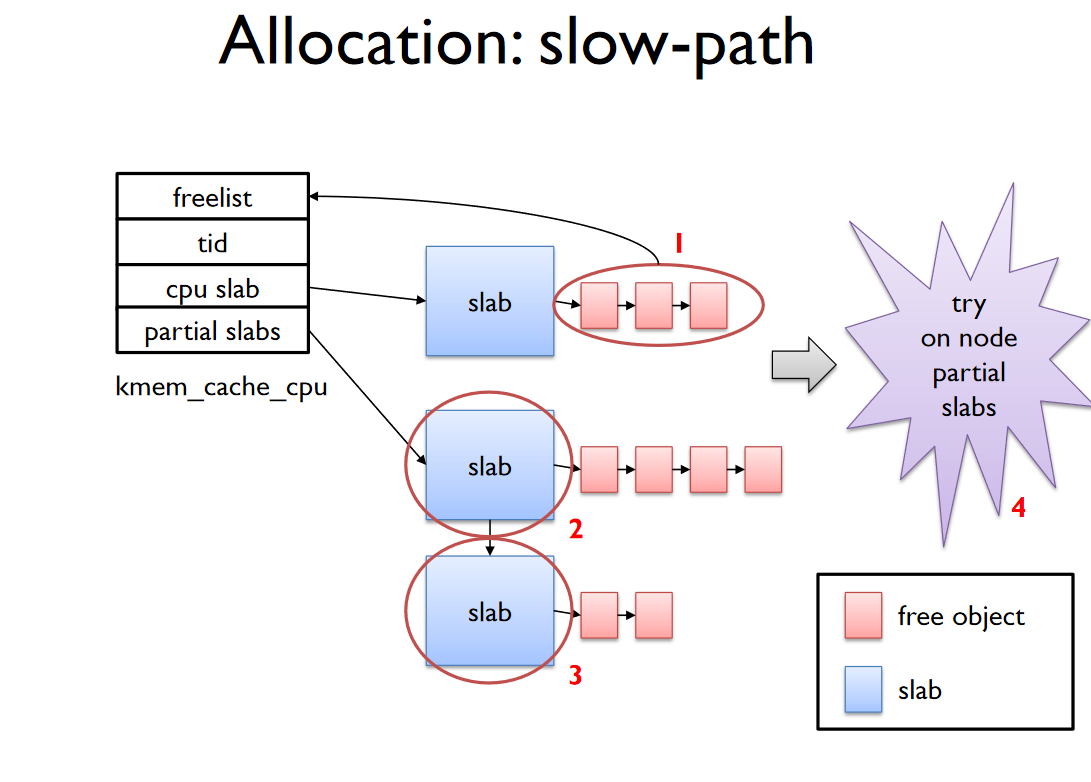 Allocation: slow-path
freelist
tid
cpu slab
partial slabs
kmem_cache_cpu
slab
1
slab
2
slab
3
try
on node
partial
slabs
4
free object
slab